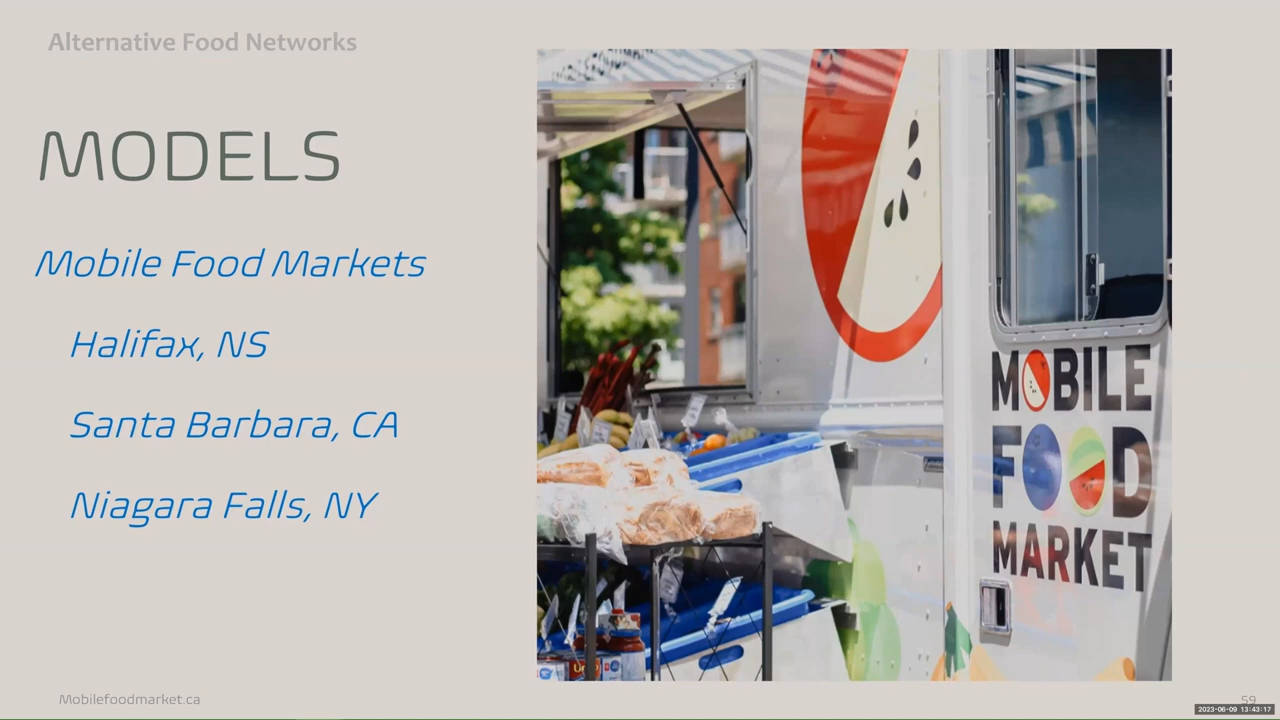 Alternative Food Networks
MODELS
Mobile Food Markets
Halifax, NS
Santa Barbara, CA
Niagara Falls, NY
MOBILE
FOOD
MARKET
Mobilefoodmarket.ca
59
2023-06-09 13:43:17